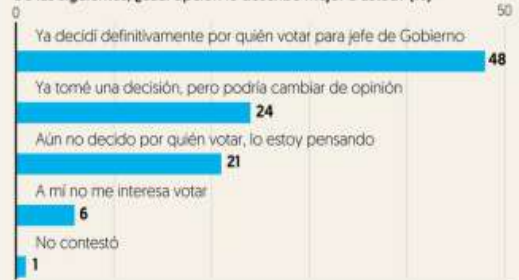 0
50
Ya decidí definitivamente por quién votar para jefe de Gobierno
48
Ya tomé una decisión, pero podría cambiar de opinión
24
Aún no decido por quién votar, lo estoy pensando
21
A mí no me interesa votar
6
No contestó
1